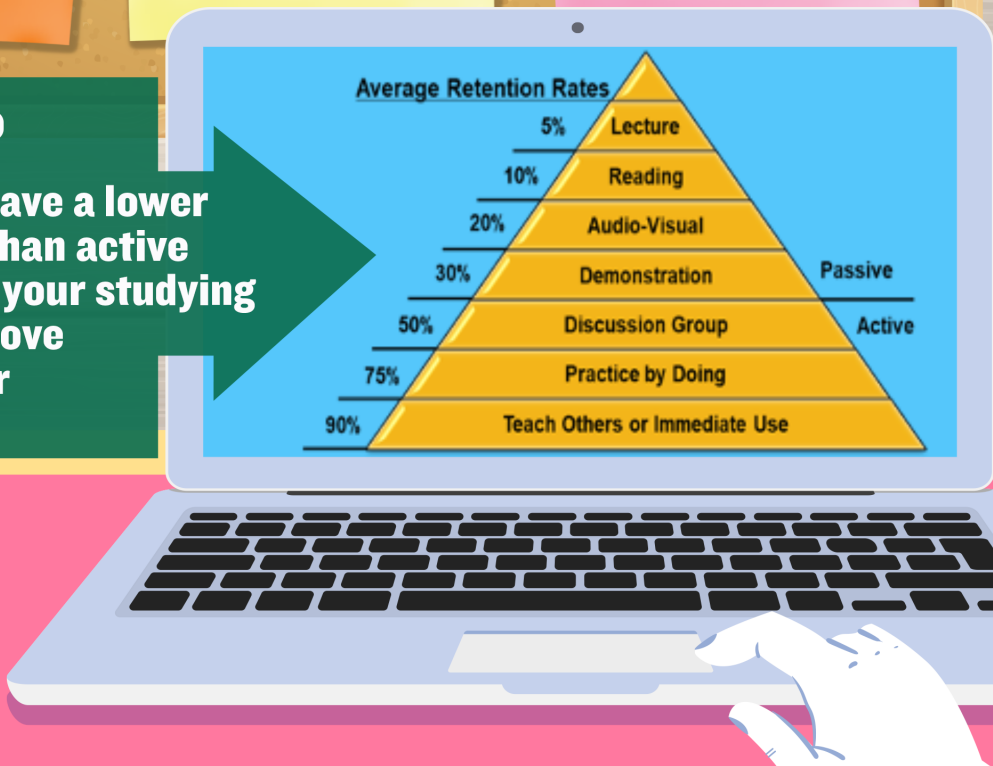 ave a lower
han active
your studying
ove
r
Average Retention Rates
5% Lecture
10% Reading
20% Audio-Visual
30% Demonstration
Passive
50% Discussion Group
Active
75% Practice by Doing
90% Teach Others or Immediate Use